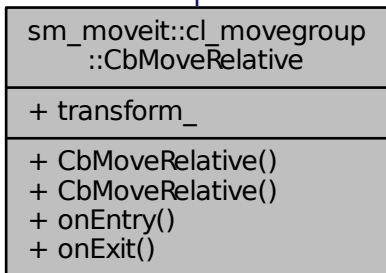 sm_moveit::cl_movegroup
::CbMoveRelative
+ transform_
+ CbMoveRelative()
+ CbMoveRelative()
+ onEntry()
+ onExit()